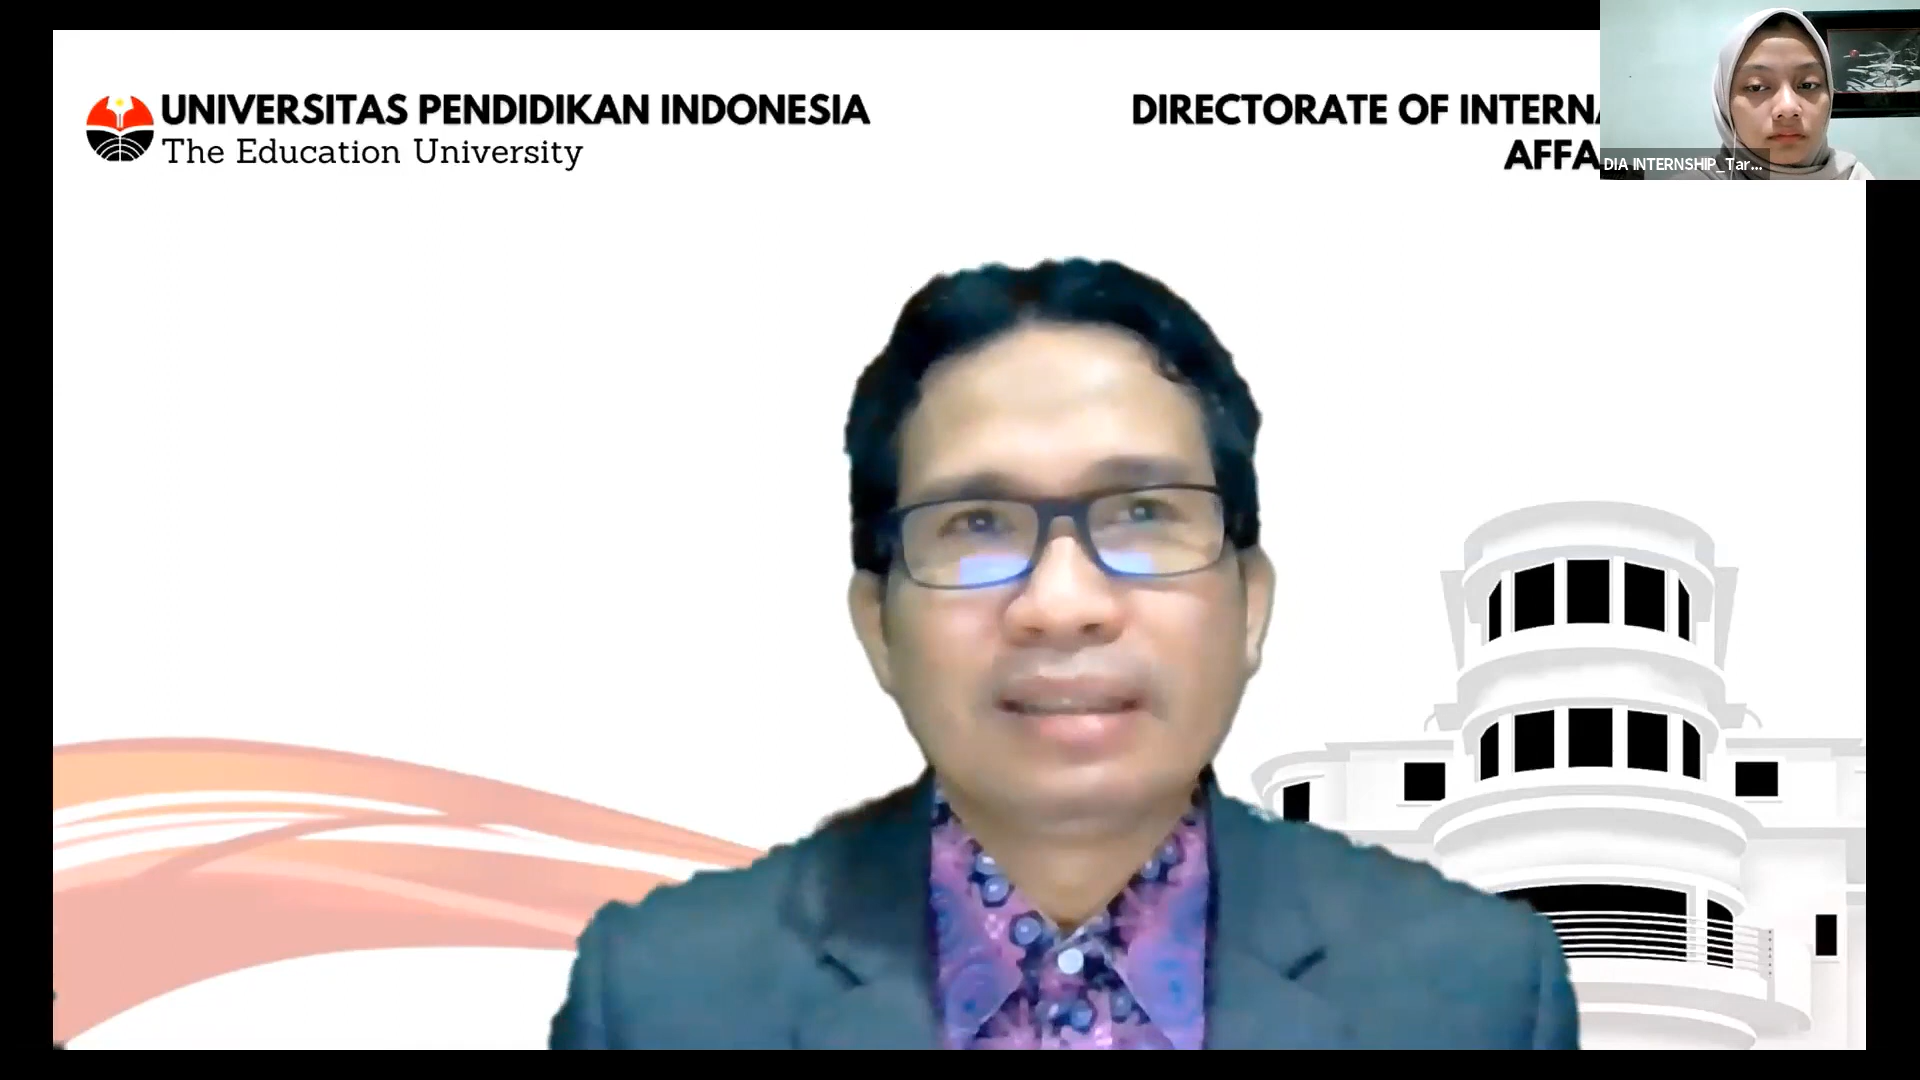 UNIVERSITAS PENDIDIKAN INDONESIA
The Education University
DIRECTORATE OF INTERNA
AFFA
DIA INTERNSHIP_Tar...